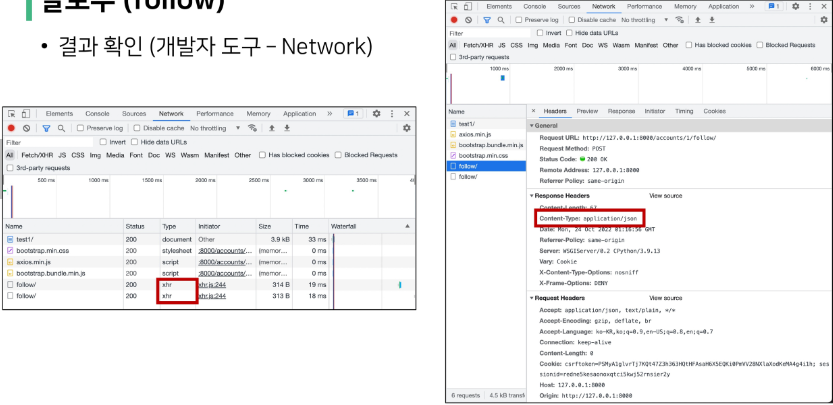 팔로우 (follow)
• 결과 확인 (개발자 도구 – Network)
Elements Console Sources Network Performance Memory Application » 1
Preserve log Disable cache No throttling
Filter Invert Hide data URLs
All Fetch/XHR JS CSS Img Media Font Doc WS Wasm Manifest Other Has blocked cookies Blocked Requests
3rd-party requests
500 ms 1000 ms 1500 ms 2000 ms 2500 ms 3000 ms 3500 ms
Name Status Type Initiator Size Time Waterfall
test1/ 200 document Other 3.9 kB 33 ms
bootstrap.min.css 200 stylesheet :8000/accounts/... (memor... 0 ms
axios.min.js 200 script :8000/accounts/... (memor... 0 ms
bootstrap.bundle.min.js 200 script :8000/accounts/... (memor... 0 ms
follow/ 200 xhr xhr.js:244 314 B 19 ms
follow/ 200 xhr xhr.js:244 313 B 18 ms
Elements Console Sources Network Performance Memory Application » 1
Preserve log Disable cache No throttling
Filter Invert Hide data URLs
All Fetch/XHR JS CSS Img Media Font Doc WS Wasm Manifest Other Has blocked cookies Blocked Requests
3rd-party requests
1000 ms 2000 ms 3000 ms 4000 ms 5000 ms 6000 ms
Name
test1/
axios.min.js
bootstrap.bundle.min.js
bootstrap.min.css
follow/
follow/
6 requests 4.5 kB transf
× Headers Preview Response Initiator Timing Cookies
▼ General
Request URL: http://127.0.0.1:8000/accounts/1/follow/
Request Method: POST
Status Code: 200 OK
Remote Address: 127.0.0.1:8000
Referrer Policy: same-origin
▼ Response Headers View source
Content-Length: 67
Content-Type: application/json
Date: Mon, 24 Oct 2022 01:16:56 GMT
Referrer-Policy: same-origin
Server: WSGIServer/0.2 CPython/3.9.13
Vary: Cookie
X-Content-Type-Options: nosniff
X-Frame-Options: DENY
▼ Request Headers View source
Accept: application/json, text/plain, */*
Accept-Encoding: gzip, deflate, br
Accept-Language: ko-KR,ko;q=0.9,en-US;q=0.8,en;q=0.7
Connection: keep-alive
Content-Length: 0
Host: 127.0.0.1:8000
Origin: http://127.0.0.1:8000